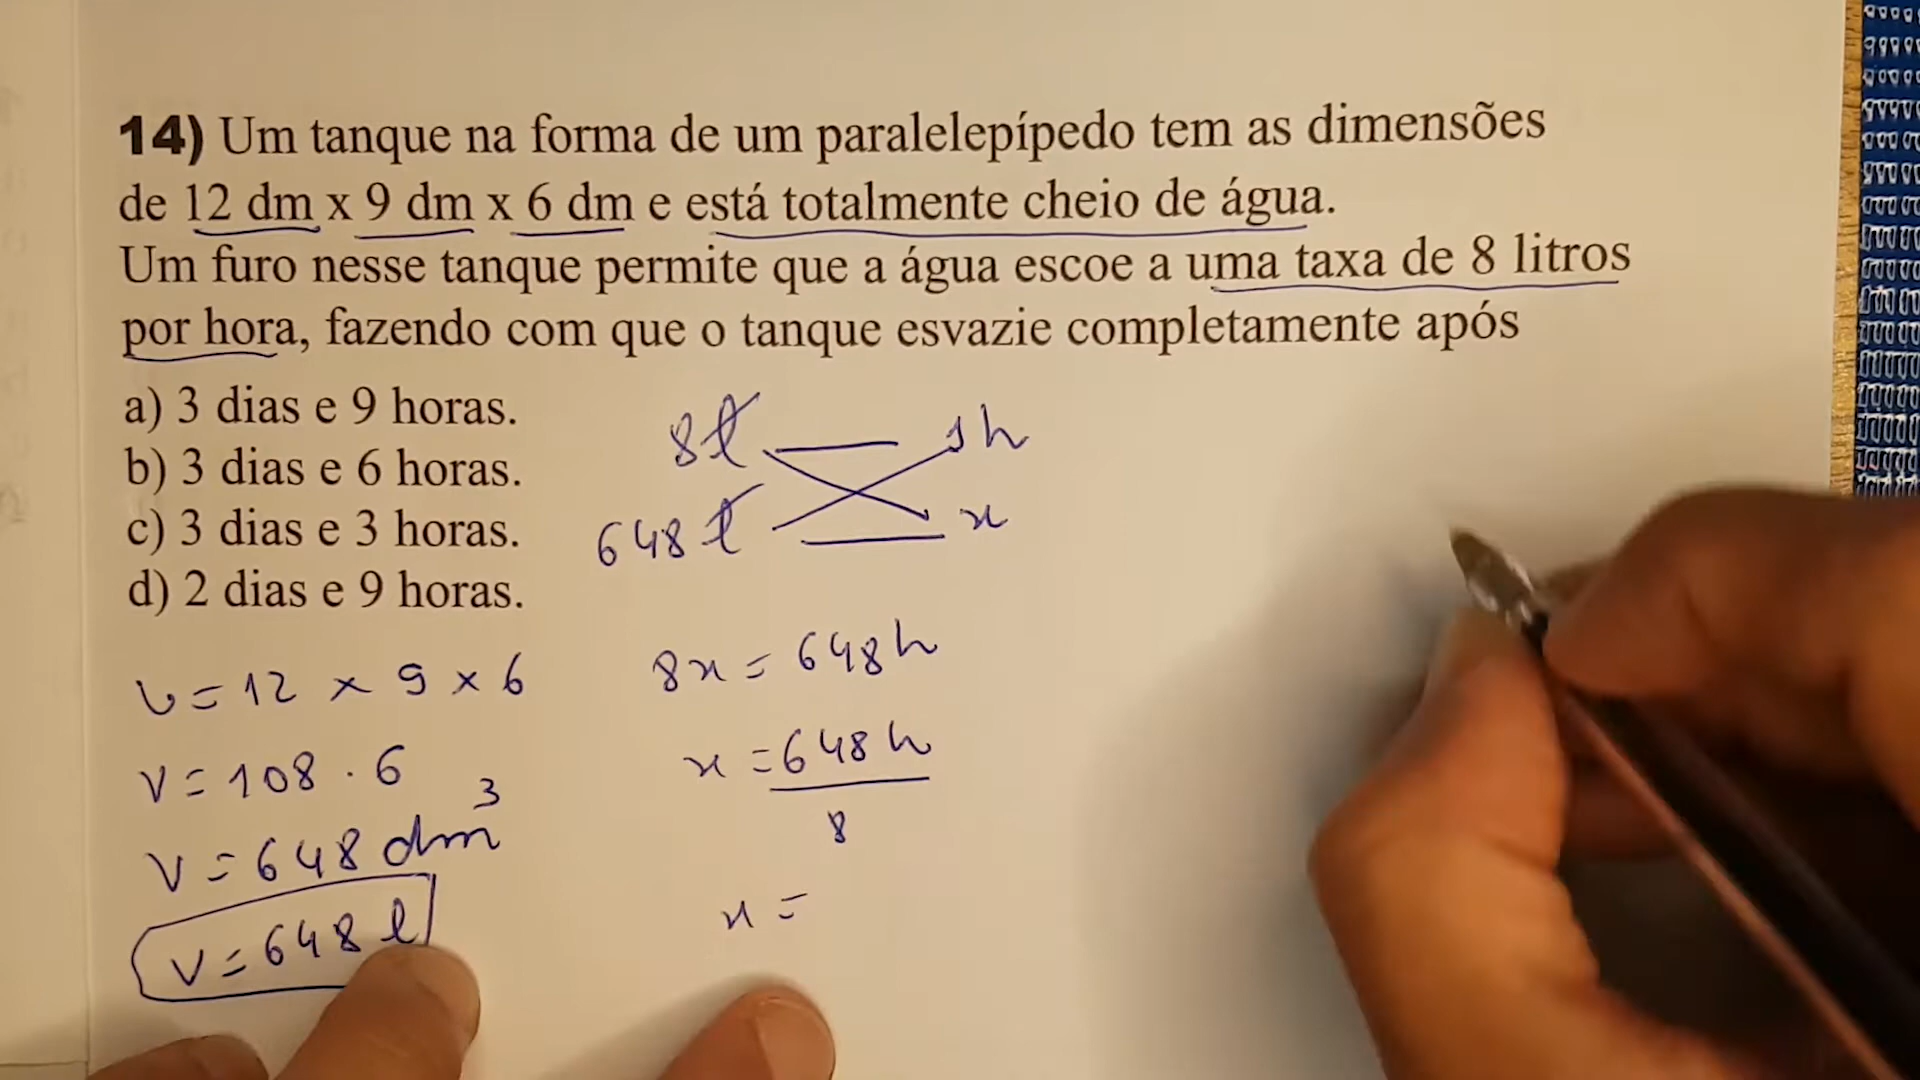 14) Um tanque na forma de um paralelepípedo tem as dimensões
de 12 dm x 9 dm x 6 dm e está totalmente cheio de água.
Um furo nesse tanque permite que a água escoe a uma taxa de 8 litros
por hora, fazendo com que o tanque esvazie completamente após
a) 3 dias e 9 horas.
b) 3 dias e 6 horas.
c) 3 dias e 3 horas.
d) 2 dias e 9 horas.
V = 12 x 9 x 6
V = 108 . 6
V = 648 dm³
V = 648 l
8l 1h
648 l x
8x = 648h
x = 648h
8
x =